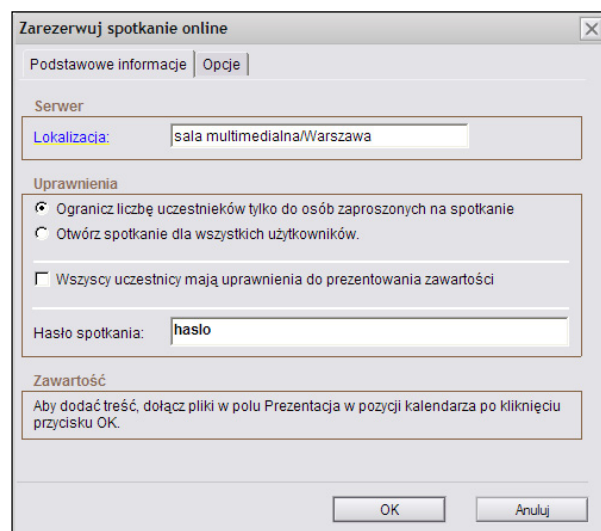 Zarezerwuj spotkanie online
Podstawowe informacje Opcje
Serwer
Lokalizacja: sala multimedialna/Warszawa
Uprawnienia
Ogranicz liczbę uczestnieków tylko do osób zaproszonych na spotkanie
Otwórz spotkanie dla wszystkich użytkowników.
Wszyscy uczestnicy mają uprawnienia do prezentowania zawartości
Hasło spotkania: haslo
Zawartość
Aby dodać treść, dołącz pliki w polu Prezentacja w pozycji kalendarza po kliknięciu
przycisku OK.
OK Anuluj